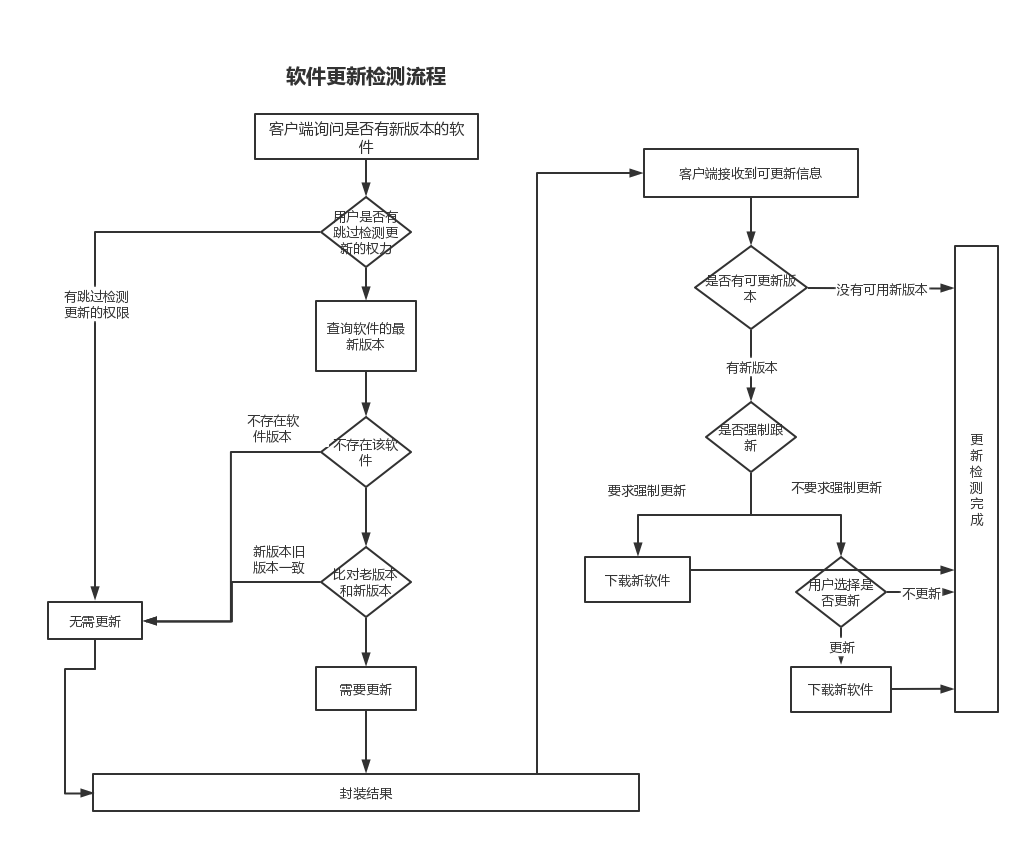 软件更新检测流程
客户端询问是否有新版本的软
件
用户是否有
跳过检测更
新的权力
有跳过检测
更新的权限
查询软件的最
新版本
不存在软
件版本
不存在该软
件
新版本旧
版本一致
比对老版本
和新版本
无需更新
需要更新
封装结果
客户端接收到可更新信息
是否有可更新版
本
没有可用新版本
有新版本
是否强制跟
新
要求强制更新
不要求强制更新
下载新软件
用户选择是
否更新
不更新
更新
下载新软件
更
新
检
测
完
成